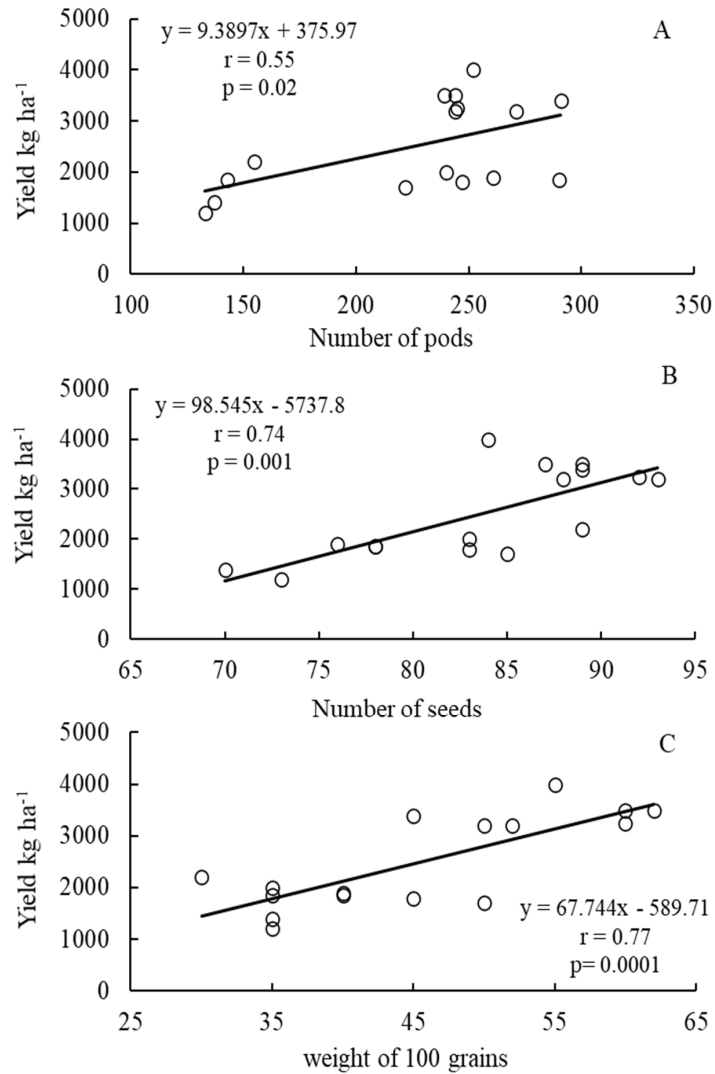 A
y = 9.3897x + 375.97
r = 0.55
p = 0.02
Yield kg ha-1
5000
4000
3000
2000
1000
0
100 150 200 250 300 350
Number of pods
B
y = 98.545x - 5737.8
r = 0.74
p = 0.001
Yield kg ha-1
5000
4000
3000
2000
1000
0
65 70 75 80 85 90 95
Number of seeds
C
Yield kg ha-1
5000
4000
3000
2000
1000
0
y = 67.744x - 589.71
r = 0.77
p= 0.0001
25 35 45 55 65
weight of 100 grains